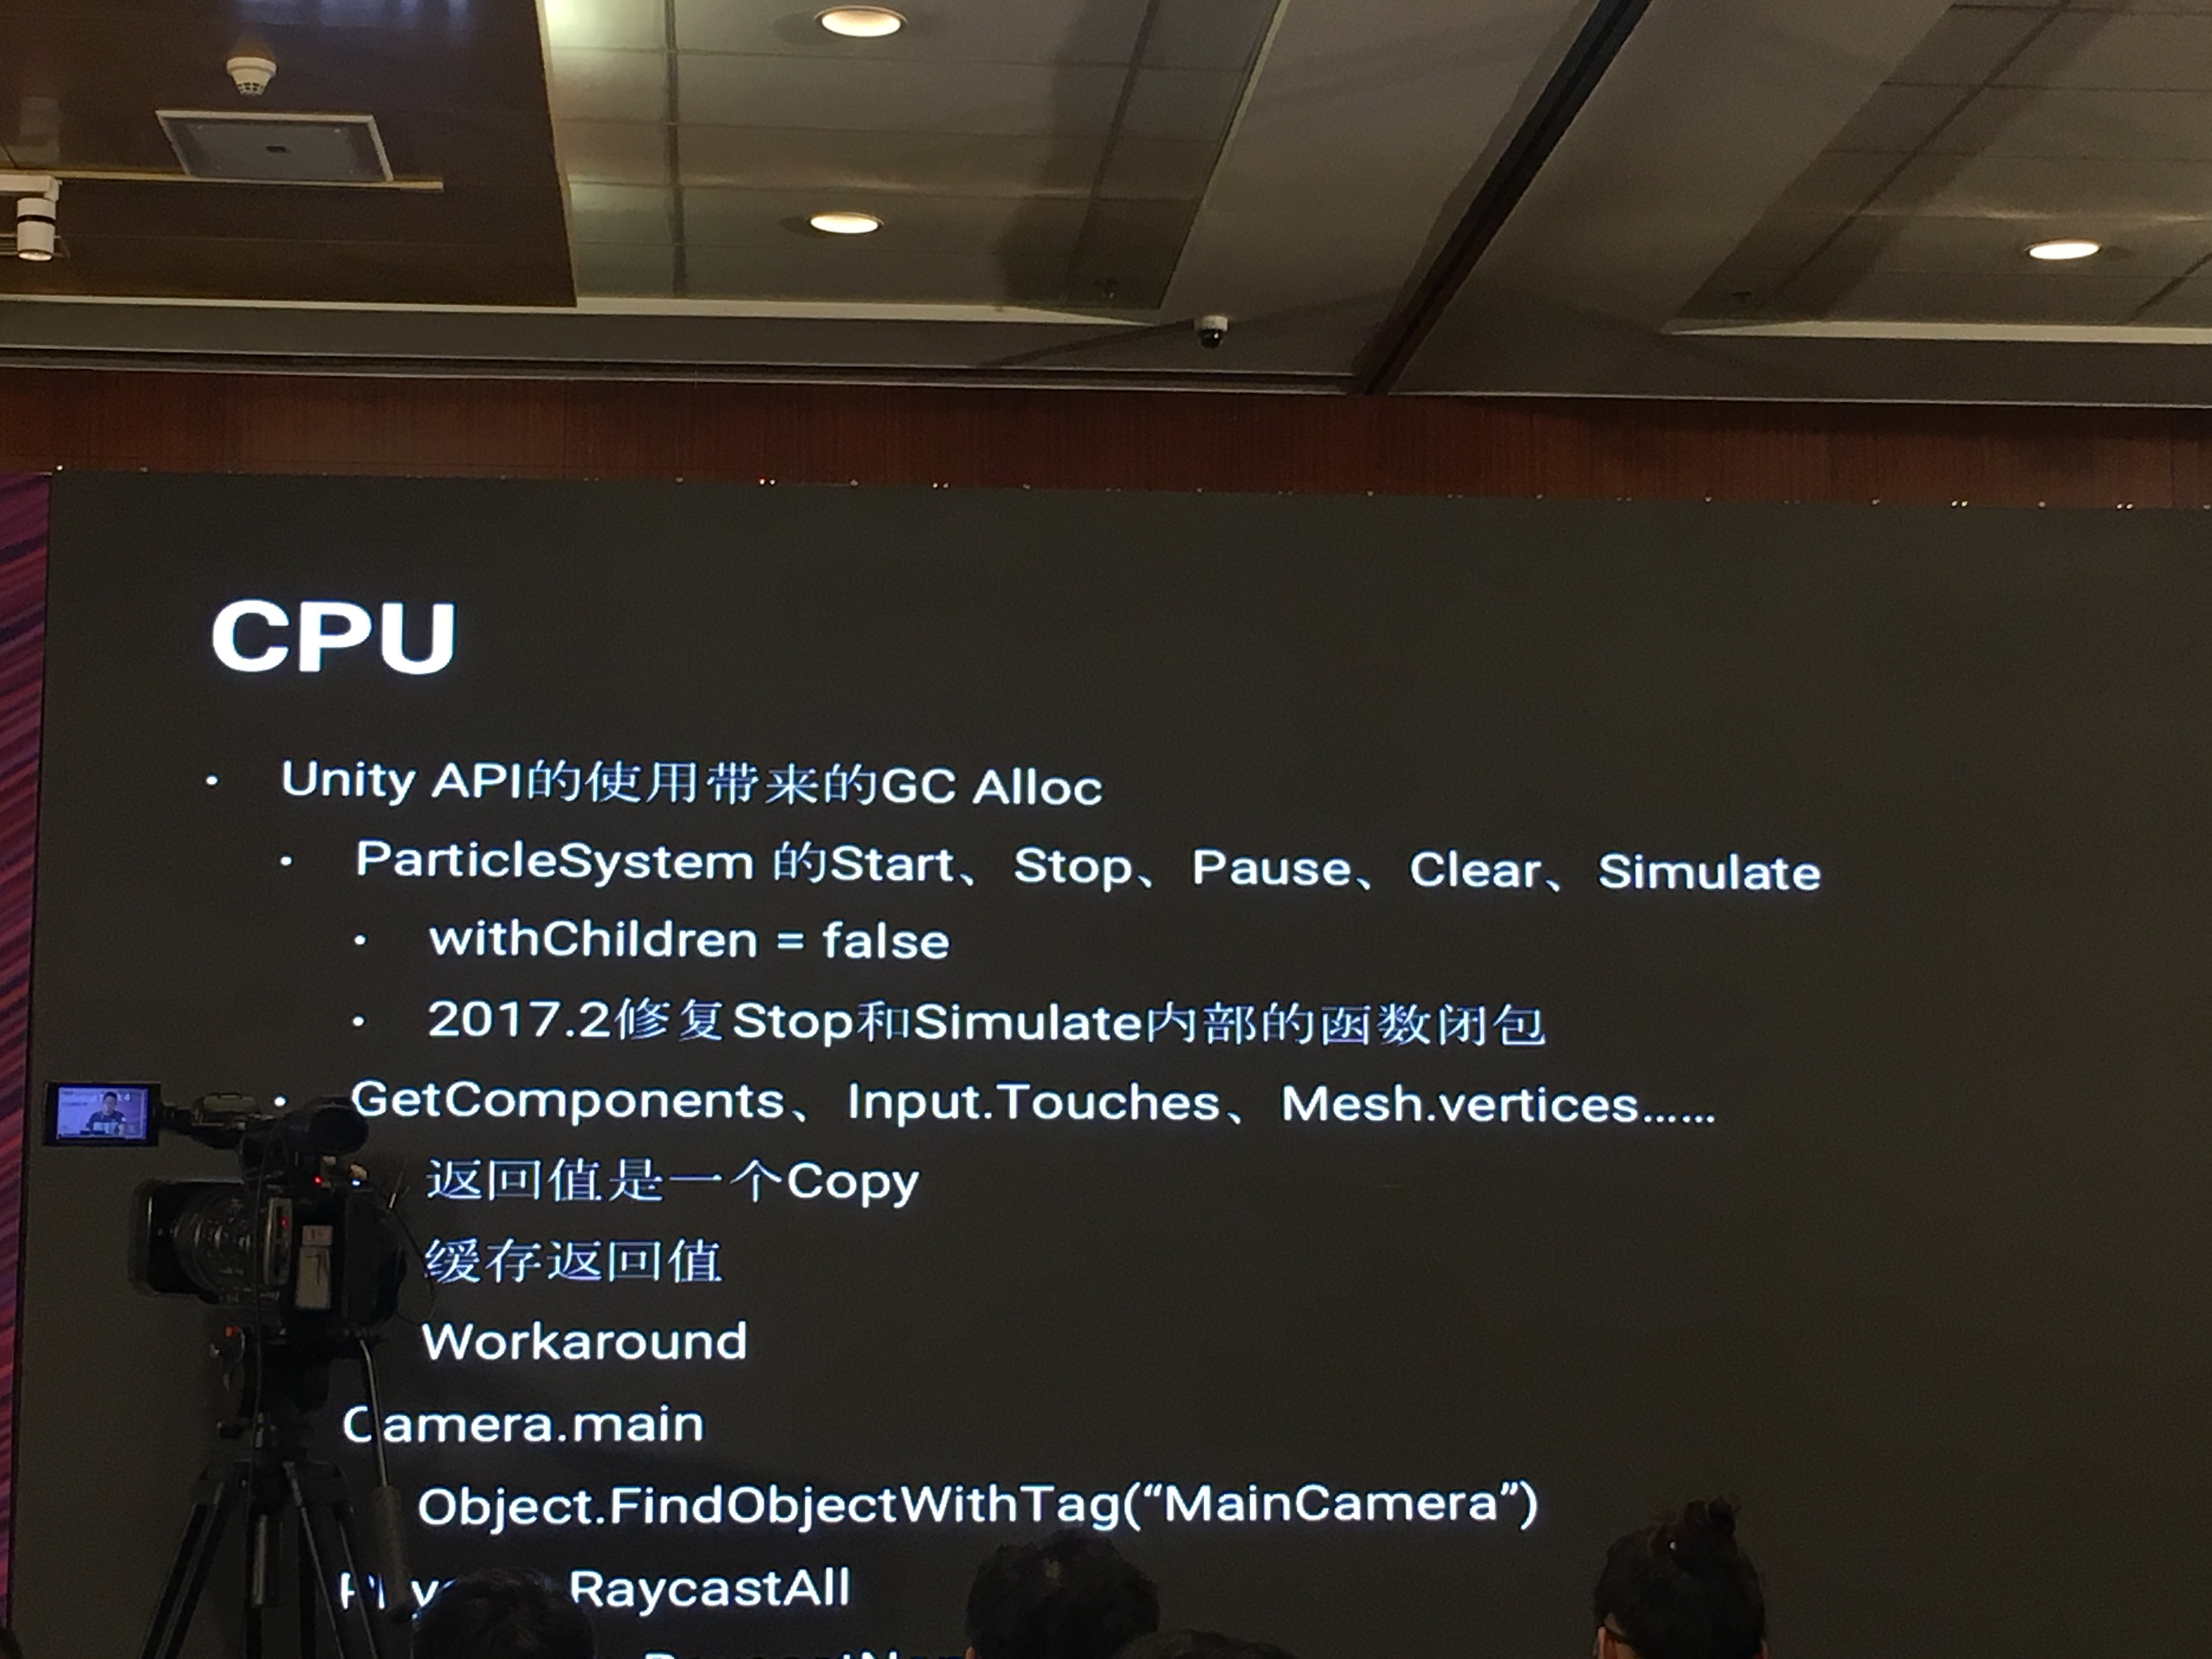 CPU
Unity API的使用带来的GC Alloc
ParticleSystem 的Start、Stop、Pause、Clear、Simulate
withChildren = false
2017.2修复Stop和Simulate内部的函数闭包
GetComponents、Input.Touches、Mesh.vertices……
返回值是一个Copy
缓存返回值
Workaround
Camera.main
Object.FindObjectWithTag(“MainCamera”)
RaycastAll